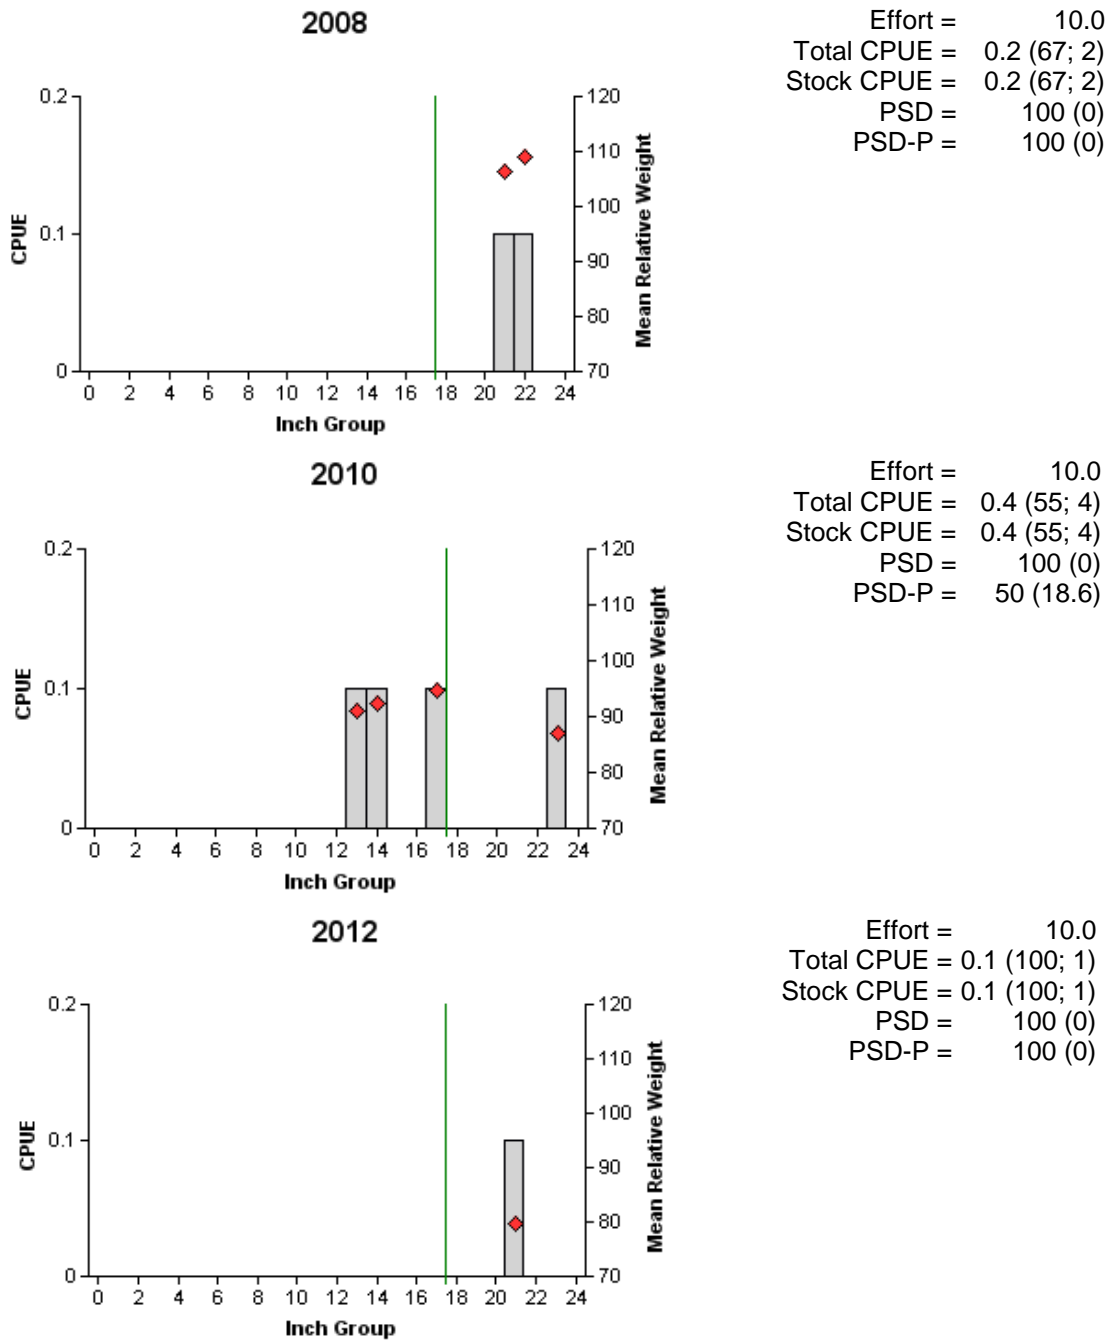 2008
Effort = 10.0
Total CPUE = 0.2 (67; 2)
Stock CPUE = 0.2 (67; 2)
PSD = 100 (0)
PSD-P = 100 (0)
CPUE
0.2
0.1
0
120
110
100
90
80
70
Mean Relative Weight
0 2 4 6 8 10 12 14 16 18 20 22 24
Inch Group
2010
Effort = 10.0
Total CPUE = 0.4 (55; 4)
Stock CPUE = 0.4 (55; 4)
PSD = 100 (0)
PSD-P = 50 (18.6)
CPUE
0.2
0.1
0
120
110
100
90
80
70
Mean Relative Weight
0 2 4 6 8 10 12 14 16 18 20 22 24
Inch Group
2012
Effort = 10.0
Total CPUE = 0.1 (100; 1)
Stock CPUE = 0.1 (100; 1)
PSD = 100 (0)
PSD-P = 100 (0)
CPUE
0.2
0.1
0
120
110
100
90
80
70
Mean Relative Weight
0 2 4 6 8 10 12 14 16 18 20 22 24
Inch Group